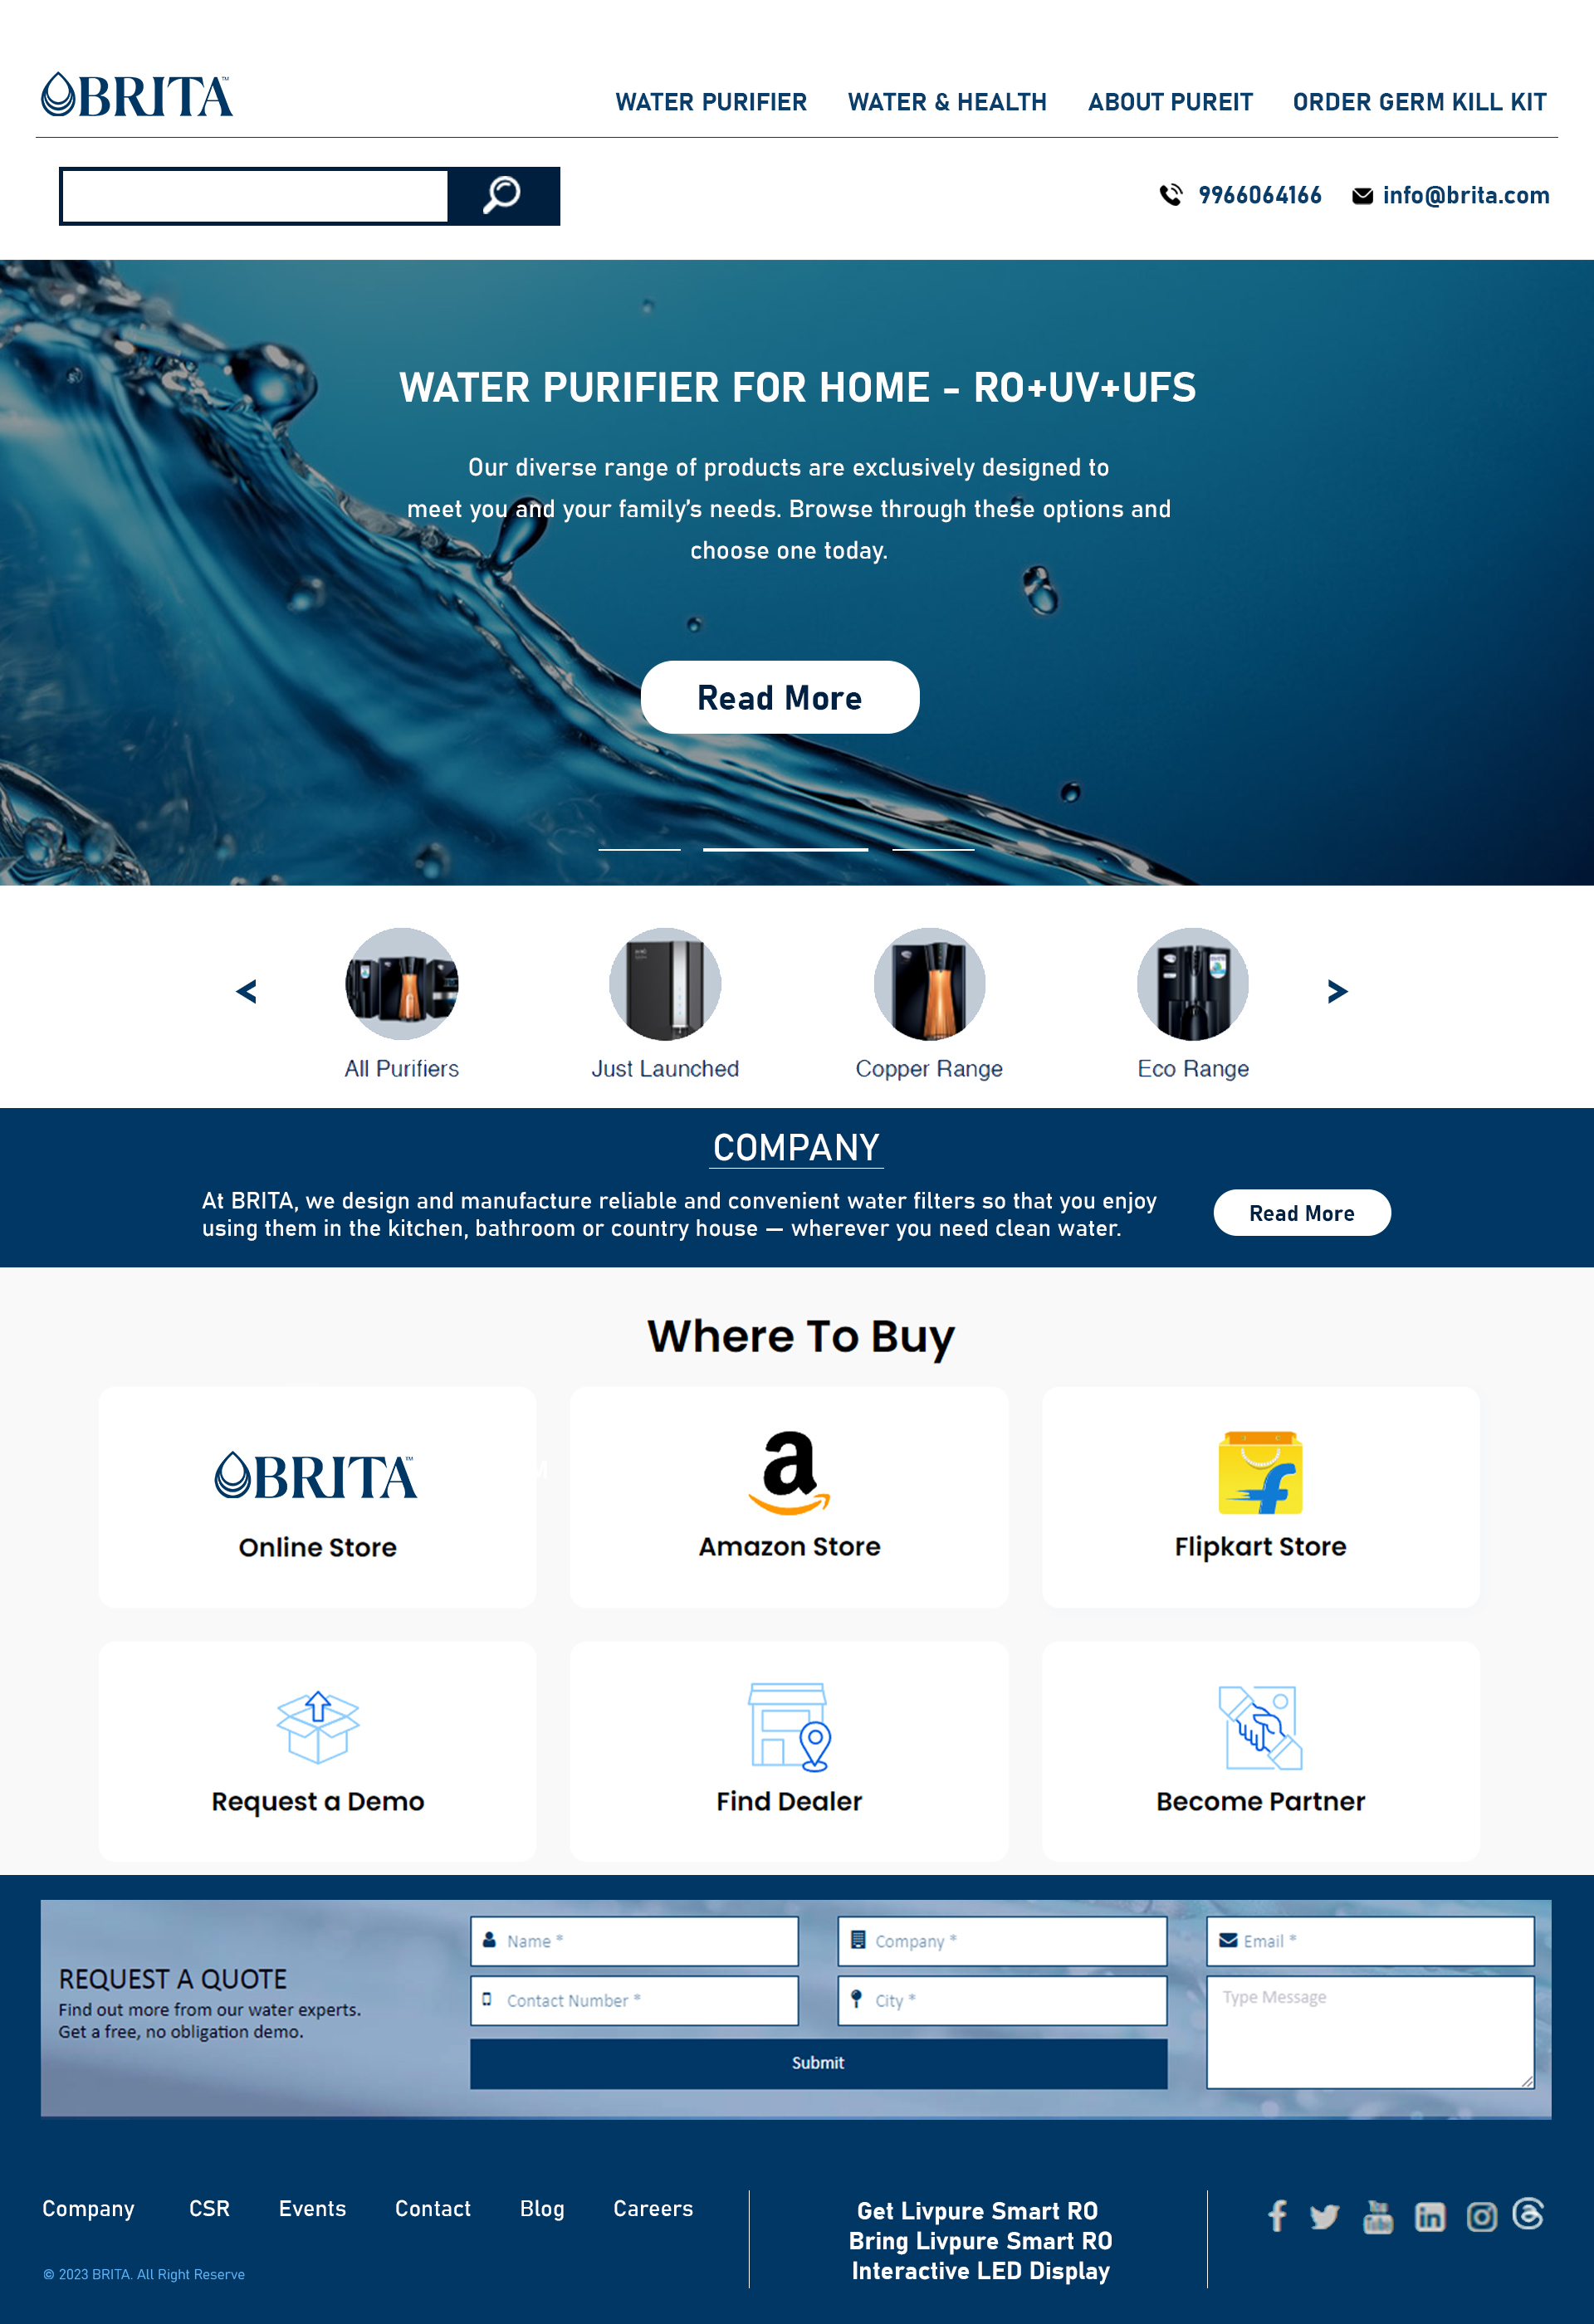 BRITA™
WATER PURIFIER
WATER & HEALTH
ABOUT PUREIT
ORDER GERM KILL KIT
9966064166
info@brita.com
WATER PURIFIER FOR HOME - RO+UV+UFS
Our diverse range of products are exclusively designed to
meet you and your family's needs. Browse through these options and
choose one today.
Read More
<
>
All Purifiers
Just Launched
Copper Range
Eco Range
COMPANY
At BRITA, we design and manufacture reliable and convenient water filters so that you enjoy
using them in the kitchen, bathroom or country house — wherever you need clean water.
Read More
Where To Buy
BRITA™
a
f
Online Store
Amazon Store
Flipkart Store
Request a Demo
Find Dealer
Become Partner
REQUEST A QUOTE
Find out more from our water experts.
Get a free, no obligation demo.
Name *
Company *
Email *
Contact Number *
City *
Type Message
Submit
Company
CSR
Events
Contact
Blog
Careers
© 2023 BRITA. All Right Reserve
Get Livpure Smart RO
Bring Livpure Smart RO
Interactive LED Display
f
You
Tube
in